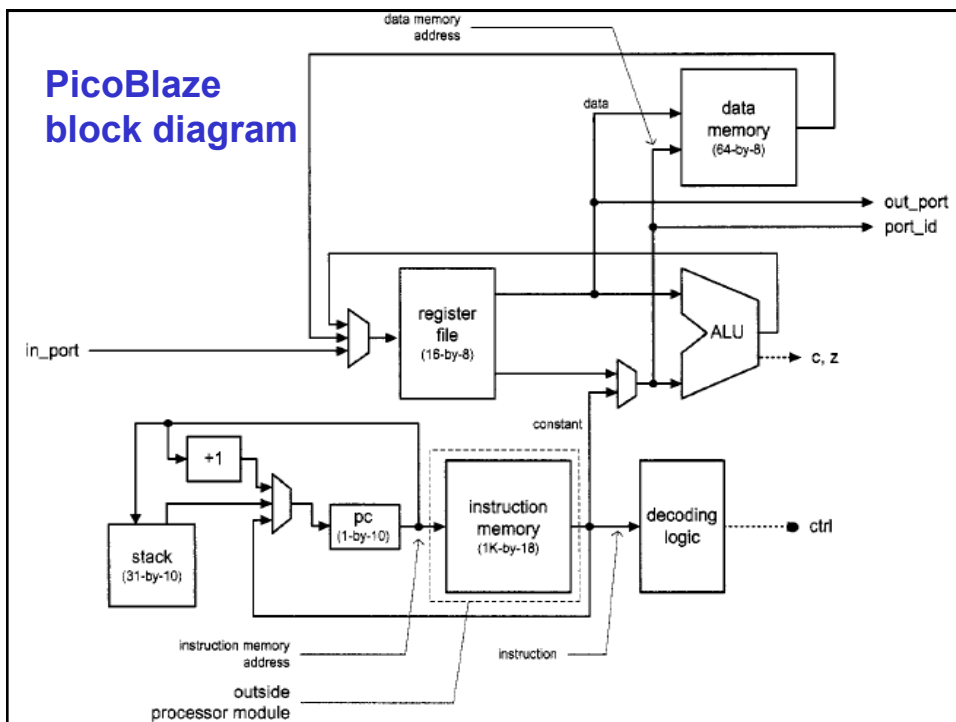 data memory
address
PicoBlaze
block diagram
data
data
memory
(64-by-8)
out_port
port_id
register
file
(16-by-8)
ALU
in_port
c, z
constant
+1
pc
(1-by-10)
instruction
memory
(1K-by-18)
decoding
logic
ctrl
stack
(31-by-10)
instruction memory
address
instruction
outside
processor module